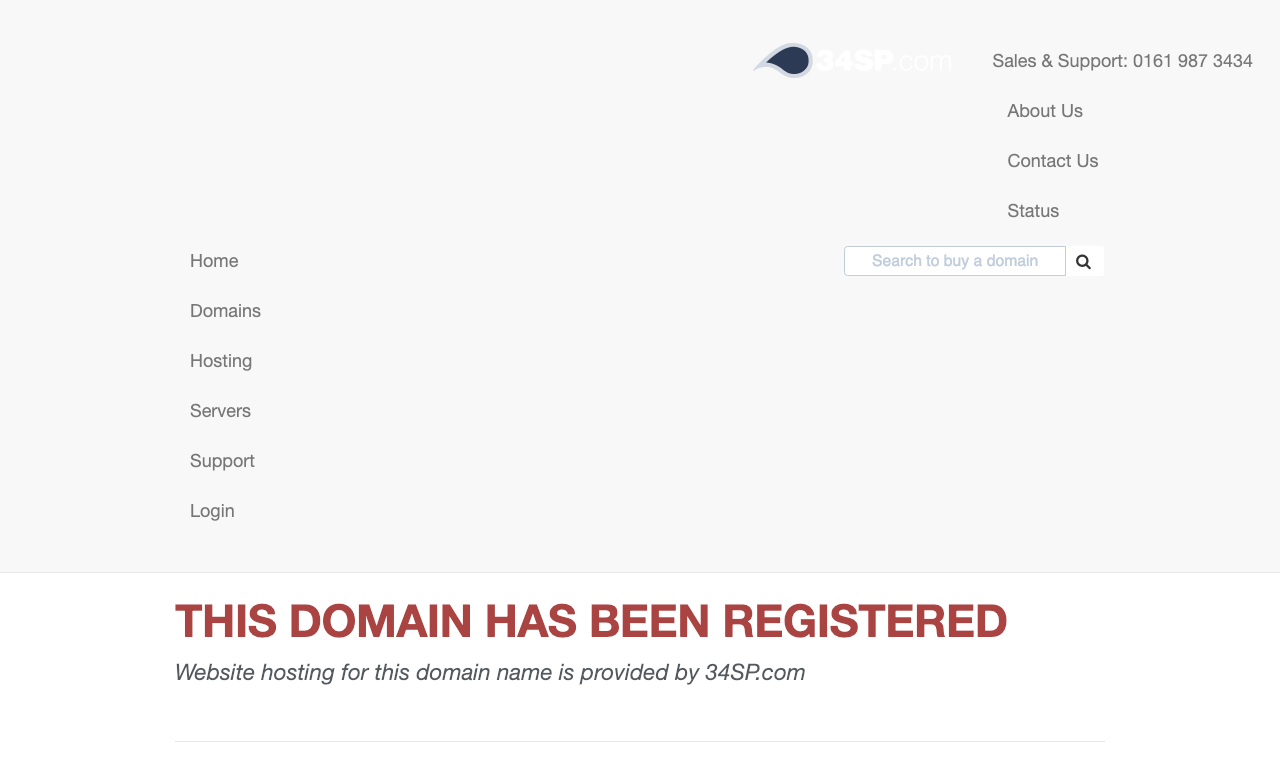 34SP.com
Sales & Support: 0161 987 3434
About Us
Contact Us
Status
Home
Search to buy a domain
Domains
Hosting
Servers
Support
Login
THIS DOMAIN HAS BEEN REGISTERED
Website hosting for this domain name is provided by 34SP.com